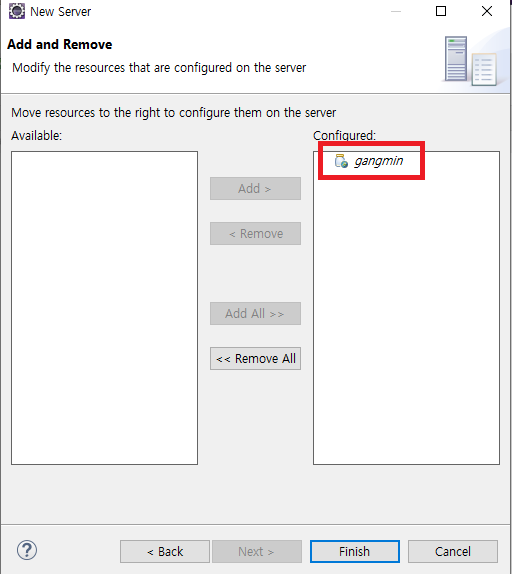 New Server
Add and Remove
Modify the resources that are configured on the server
Move resources to the right to configure them on the server
Available:
Configured:
gangmin
Add >
< Remove
Add All >>
<< Remove All
?
< Back
Next >
Finish
Cancel